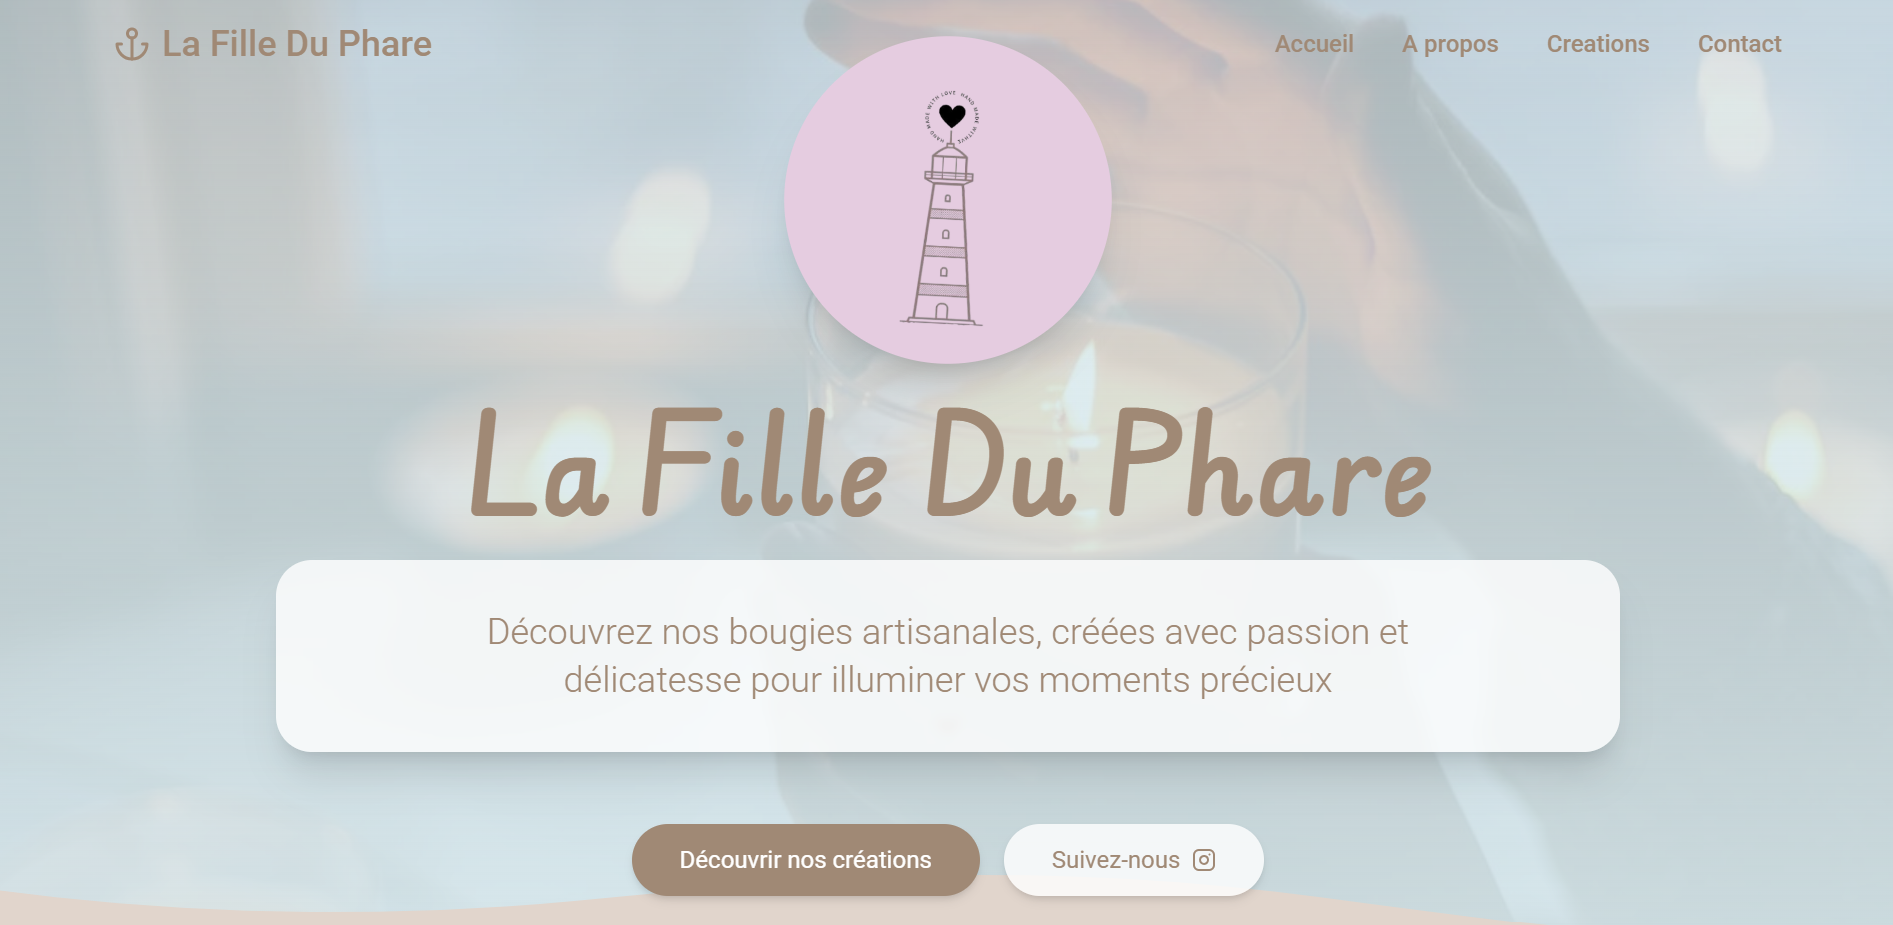 La Fille Du Phare
Accueil
A propos
Creations
Contact
HAND MADE WITH LOVE HAND MADE WITH
La Fille Du Phare
Découvrez nos bougies artisanales, créées avec passion et
délicatesse pour illuminer vos moments précieux
Découvrir nos créations
Suivez-nous